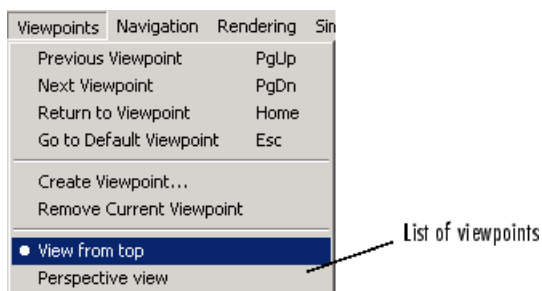 Viewpoints Navigation Rendering Sin
Previous Viewpoint PgUp
Next Viewpoint PgDn
Return to Viewpoint Home
Go to Default Viewpoint Esc
Create Viewpoint...
Remove Current Viewpoint
View from top
Perspective view
List of viewpoints